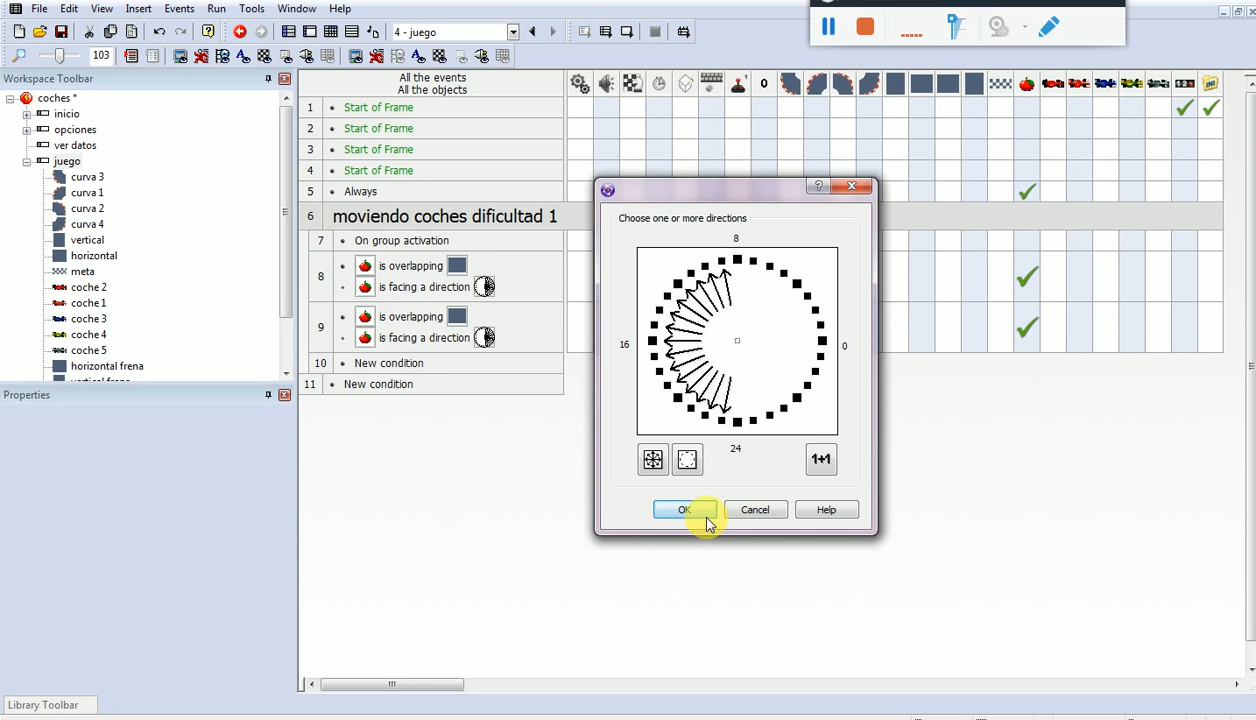 File Edit View Insert Events Run Tools Window Help
4 - juego
103
Workspace Toolbar
coches *
inicio
opciones
ver datos
juego
curva 3
curva 1
curva 2
curva 4
vertical
horizontal
meta
coche 2
coche 1
coche 3
coche 4
coche 5
horizontal frena
Properties
Library Toolbar
All the events
All the objects
1 Start of Frame
2 Start of Frame
3 Start of Frame
4 Start of Frame
5 Always
6 moviendo coches dificultad 1
7 On group activation
8 is overlapping
is facing a direction
9 is overlapping
is facing a direction
10 New condition
11 New condition
Choose one or more directions
8
16
0
24
1+1
OK Cancel Help